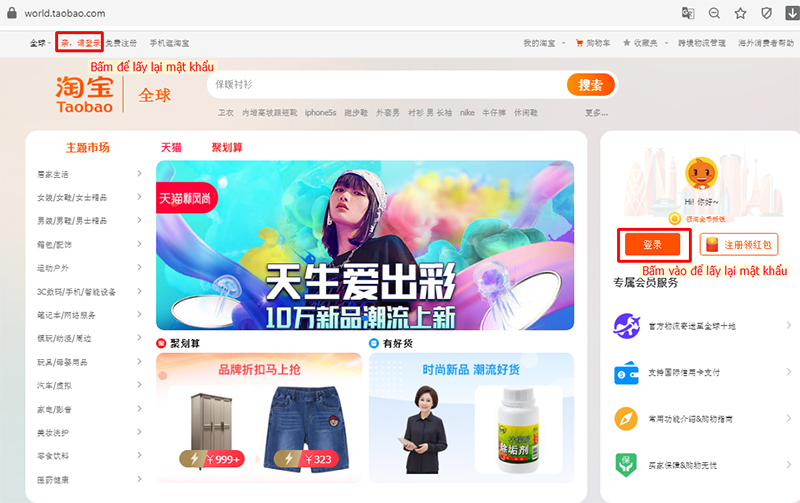 world.taobao.com
全球
亲，请登录
免费注册
手机逛淘宝
我的淘宝
购物车
收藏夹
跨境物流管理
海外消费者帮助
Bấm để lấy lại mật khẩu
淘宝
Taobao
全球
保暖衬衫
搜索
卫衣 内增高坡跟短靴 iphone5s 跑步鞋 外套男 衬衫 男 长袖 nike 牛仔裤 休闲鞋
更多...
主题市场
天猫
聚划算
居家生活
女装/女鞋/女士精品
男装/男鞋/男士精品
箱包/配饰
运动户外
3C数码/手机/智能设备
笔记本/网络服务
模玩/动漫/周边
玩具/母婴用品
汽车/虚拟
家电/影音
美妆洗护
零食饮料
医药健康
天生爱出彩
10万新品潮流上新
聚划算
品牌折扣马上抢
￥999+
￥323
有好货
时尚新品 潮流好货
除垢剂
Hi! 你好~
领淘金币抵钱
登录
注册领红包
Bấm vào để lấy lại mật khẩu
专属会员服务
官方物流寄送至全球十地
支持国际信用卡支付
常用功能介绍&购物指南
买家保障&购物无忧